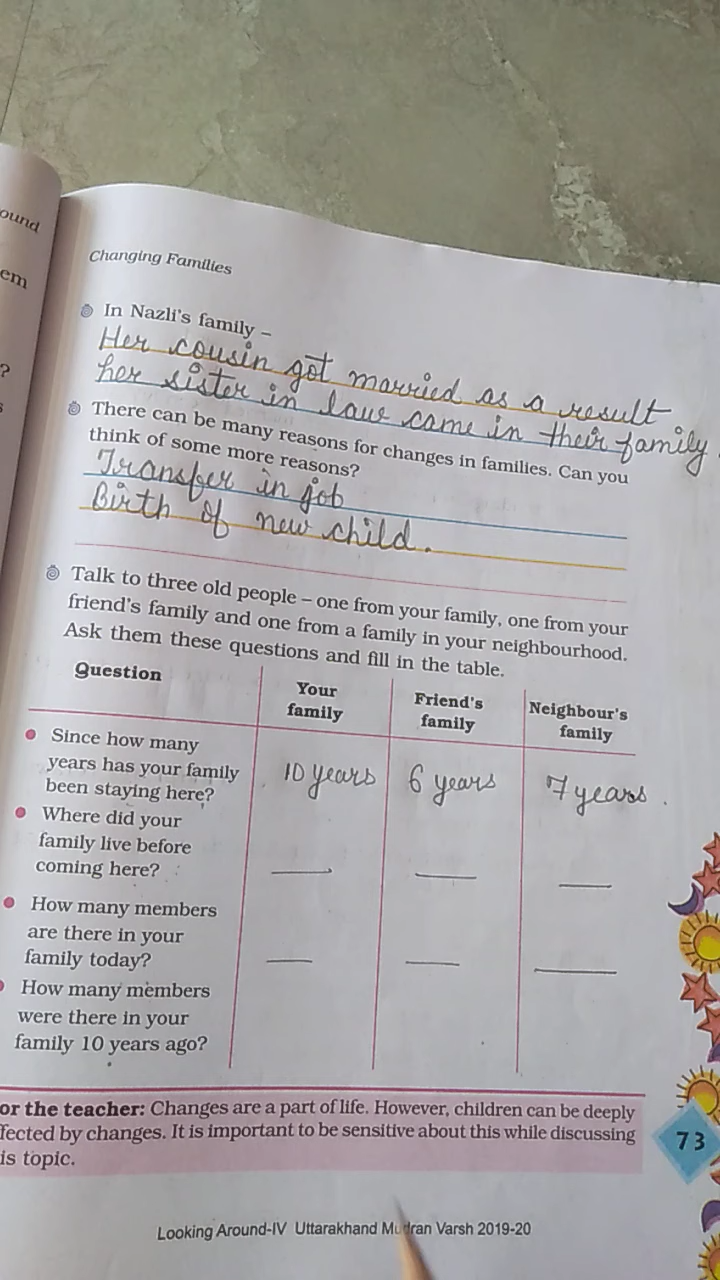 ound
em
?
s
Changing Families
In Nazli's family –
Her cousin got married as a result
her sister in law came in their family.
There can be many reasons for changes in families. Can you
think of some more reasons?
Transfer in job
Birth of new child.
Talk to three old people – one from your family, one from your
friend's family and one from a family in your neighbourhood.
Ask them these questions and fill in the table.
Question
Your
family
Friend's
family
Neighbour's
family
Since how many
years has your family
been staying here?
10 years
6 years
7 years.
Where did your
family live before
coming here?
How many members
are there in your
family today?
How many members
were there in your
family 10 years ago?
or the teacher: Changes are a part of life. However, children can be deeply
fected by changes. It is important to be sensitive about this while discussing
is topic.
73
Looking Around-IV Uttarakhand Mudran Varsh 2019-20